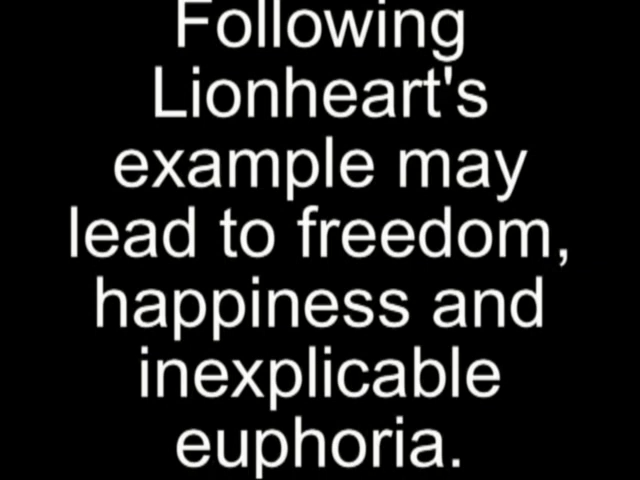 Following
Lionheart's
example may
lead to freedom,
happiness and
inexplicable
euphoria.